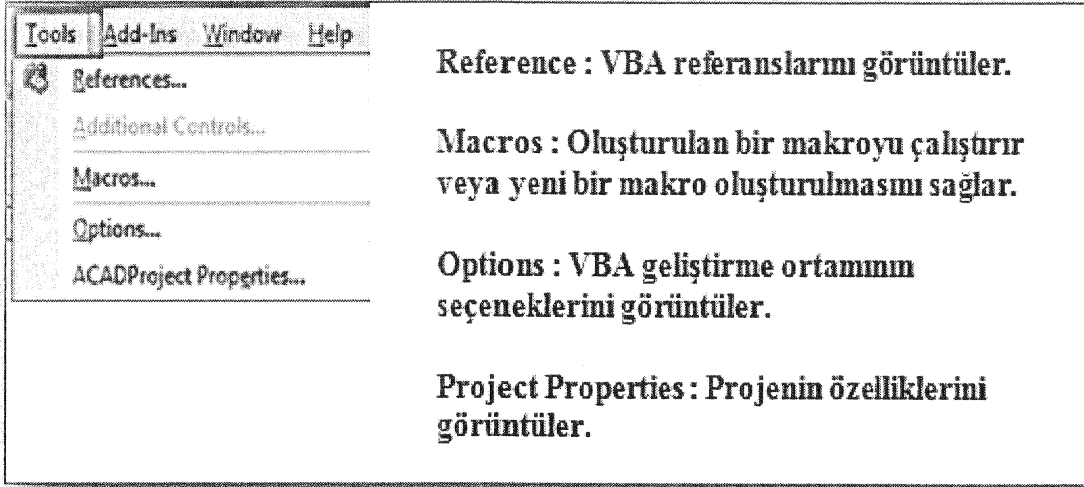 Tools Add-Ins Window Help
References...
Additional Controls...
Macros...
Options...
ACADProject Properties...
Reference : VBA referanslarını görüntüler.
Macros : Oluşturulan bir makroyu çalıştırır
veya yeni bir makro oluşturulmasını sağlar.
Options : VBA geliştirme ortamının
seçeneklerini görüntüler.
Project Properties : Projenin özelliklerini
görüntüler.